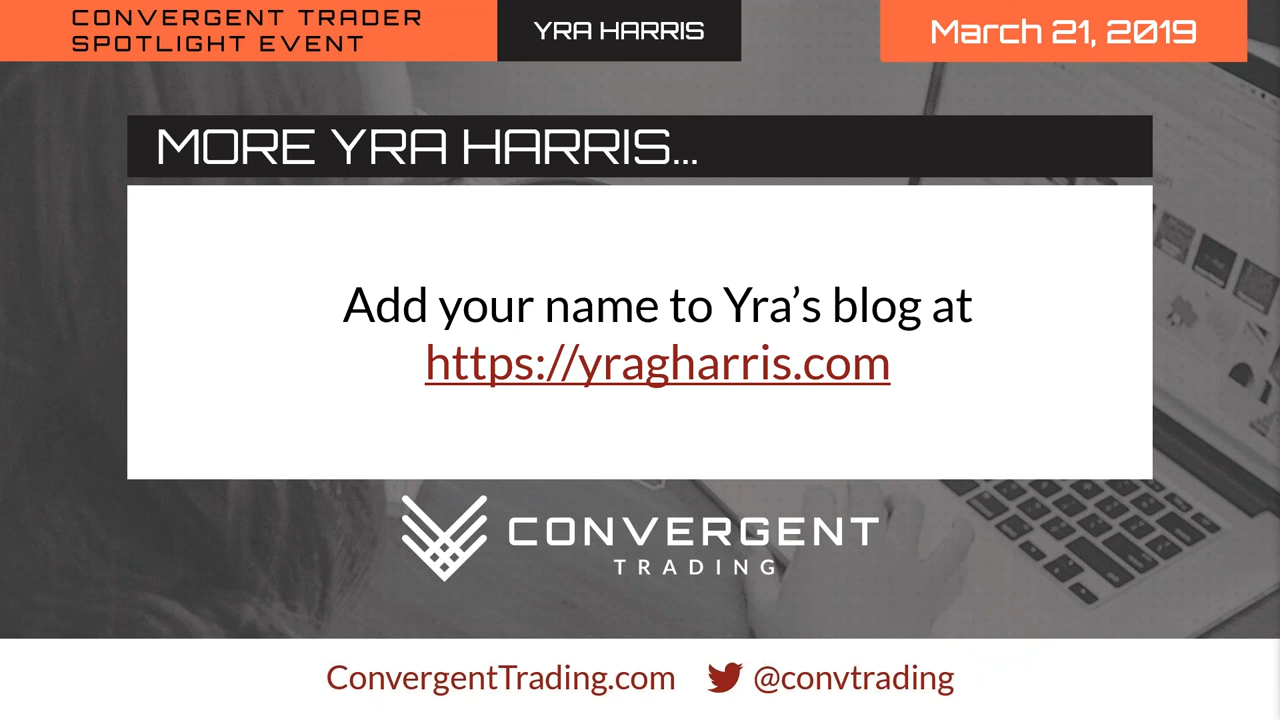 CONVERGENT TRADER
SPOTLIGHT EVENT
YRA HARRIS
March 21, 2019
MORE YRA HARRIS...
Add your name to Yra’s blog at
https://yragharris.com
CONVERGENT
TRADING
ConvergentTrading.com @convtrading